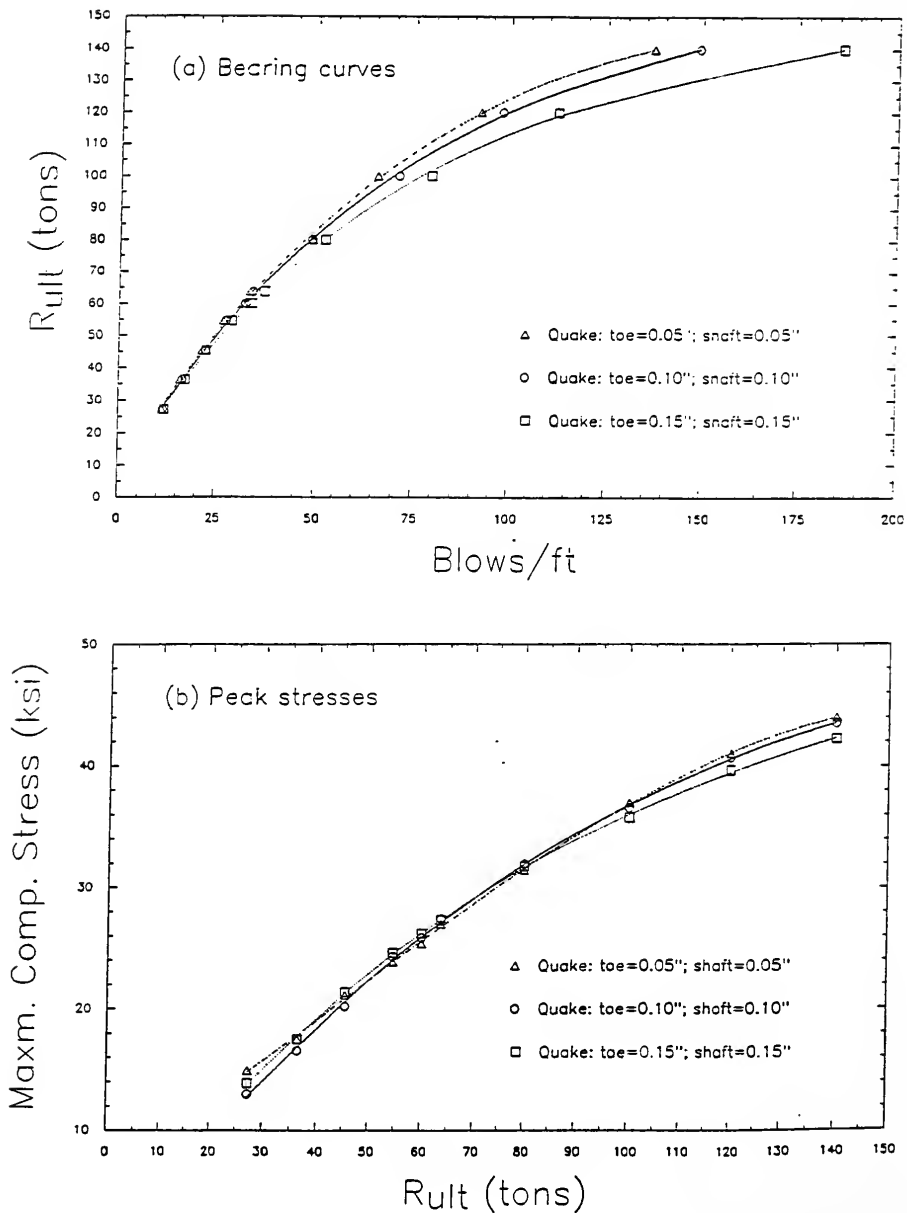 (a) Bearing curves
Rult (tons)
150
140
130
120
110
100
90
80
70
60
50
40
30
20
10
0
Quake: toe=0.05"; snaft=0.05"
Quake: toe=0.10"; snaft=0.10"
Quake: toe=0.15"; snaft=0.15"
0 25 50 75 100 125 150 175 200
Blows/ft
(b) Peak stresses
Maxm. Comp. Stress (ksi)
50
40
30
20
10
Quake: toe=0.05"; shaft=0.05"
Quake: toe=0.10"; shaft=0.10"
Quake: toe=0.15"; shaft=0.15"
0 10 20 30 40 50 60 70 80 90 100 110 120 130 140 150
Rult (tons)